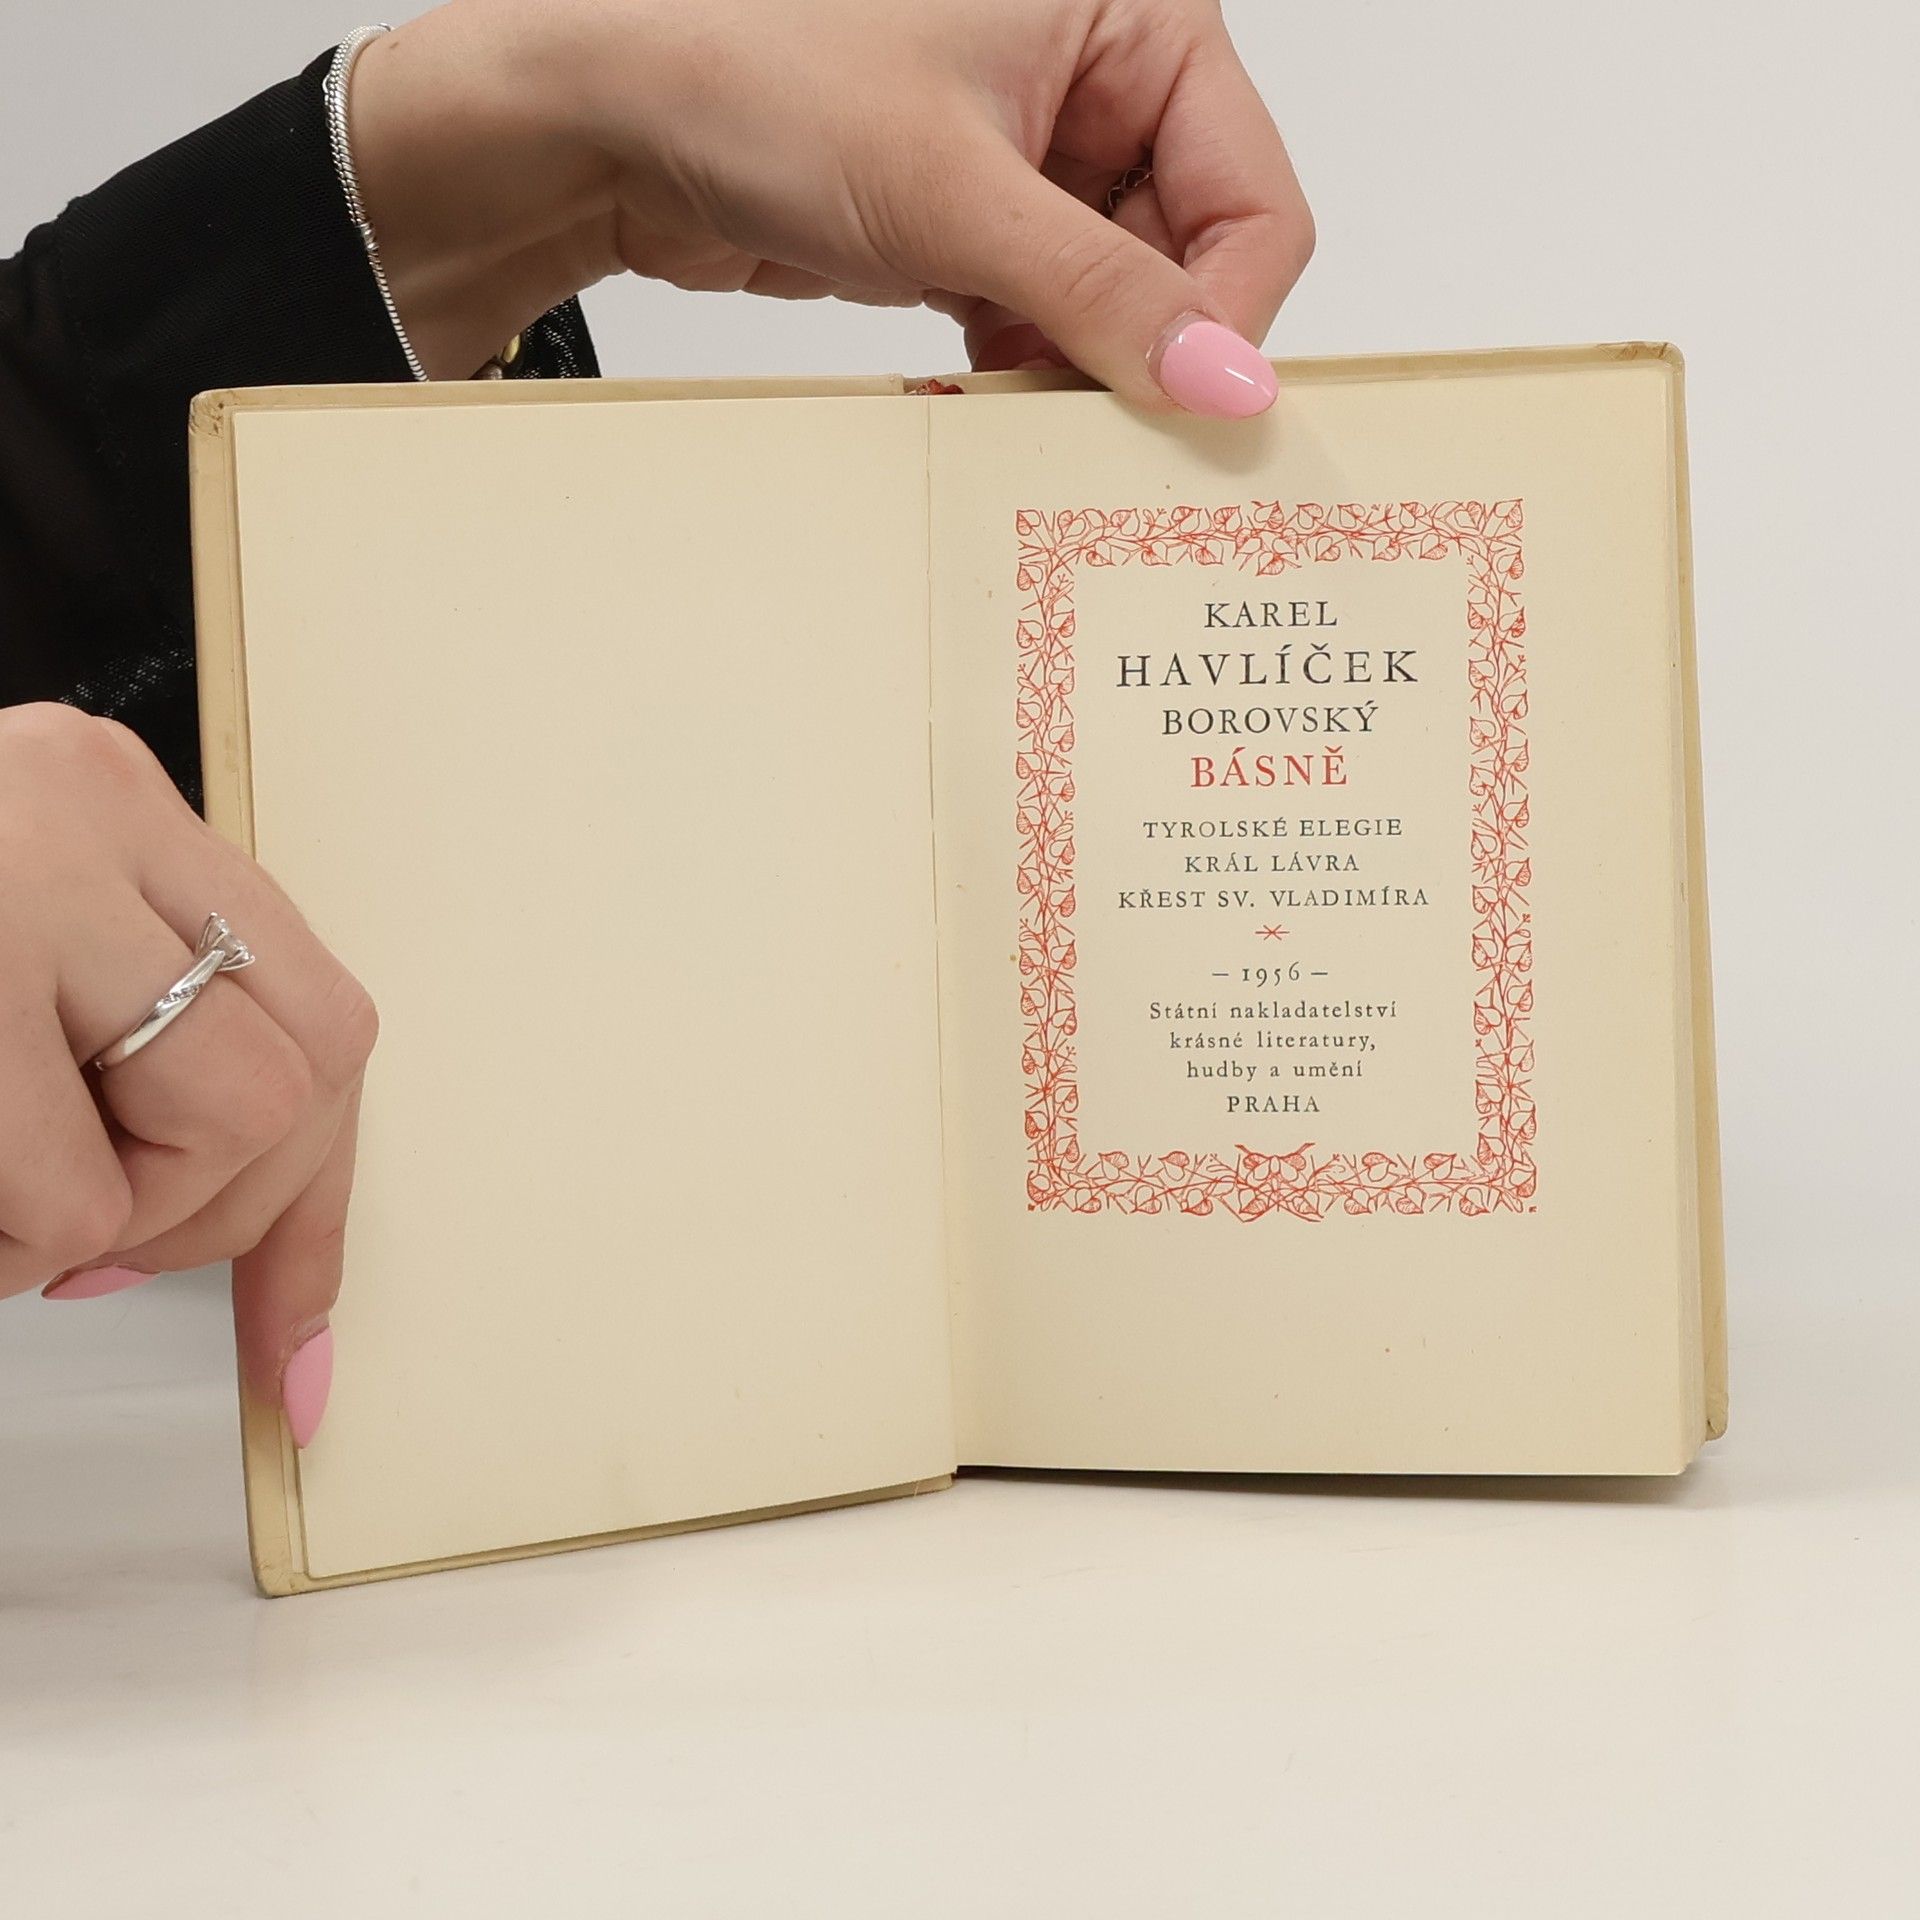 KAREL
HAVLÍČEK
BOROVSKÝ
BÁSNĚ
TYROLSKÉ ELEGIE
KRÁL LÁVRA
KŘEST SV. VLADIMÍRA
— 1956 —
Státní nakladatelství
krásné literatury,
hudby a umění
PRAHA